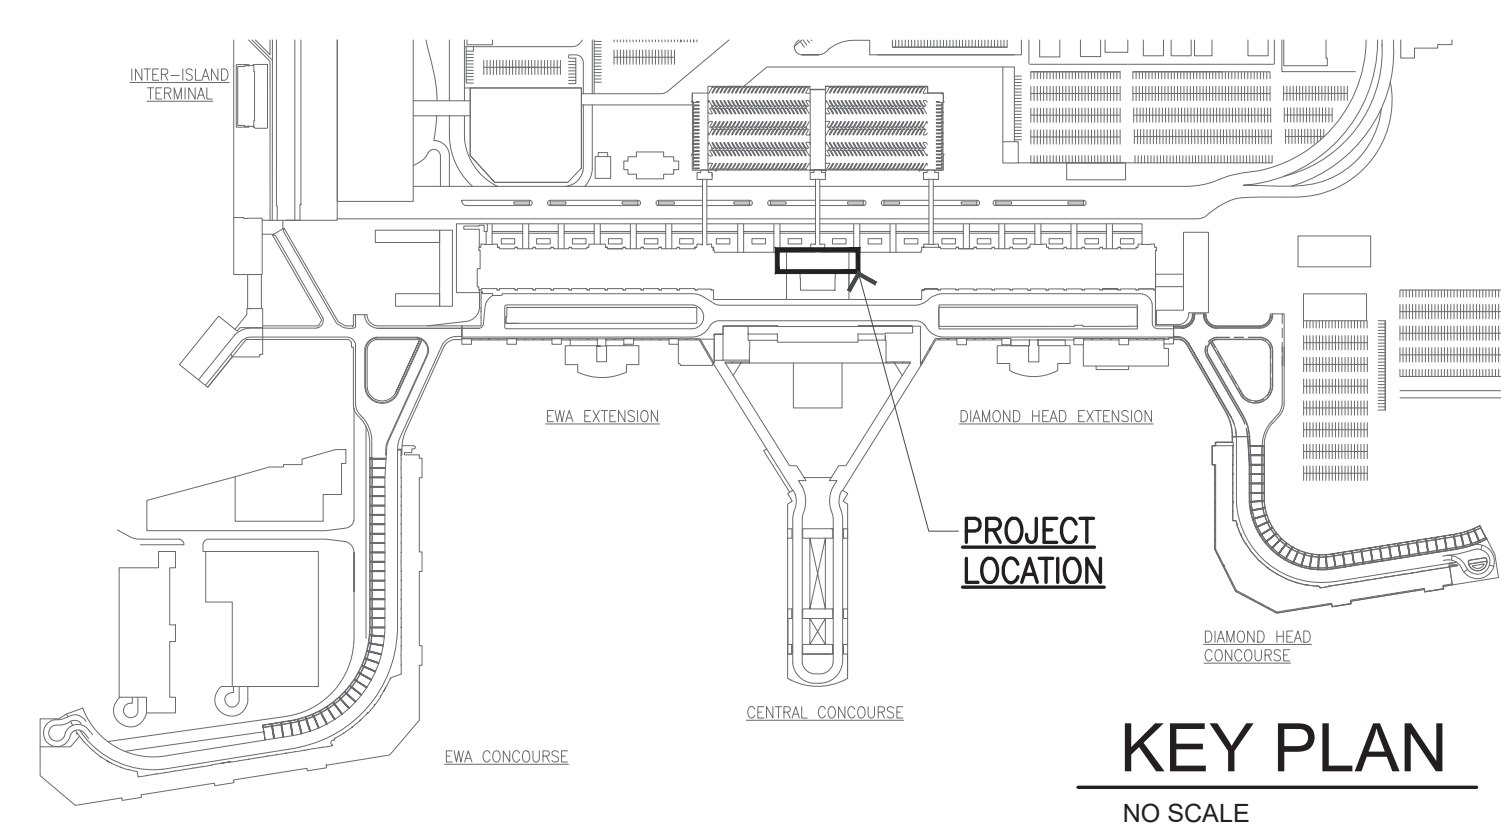 INTER-ISLAND
TERMINAL
EWA EXTENSION
DIAMOND HEAD EXTENSION
PROJECT
LOCATION
DIAMOND HEAD
CONCOURSE
CENTRAL CONCOURSE
EWA CONCOURSE
KEY PLAN
NO SCALE